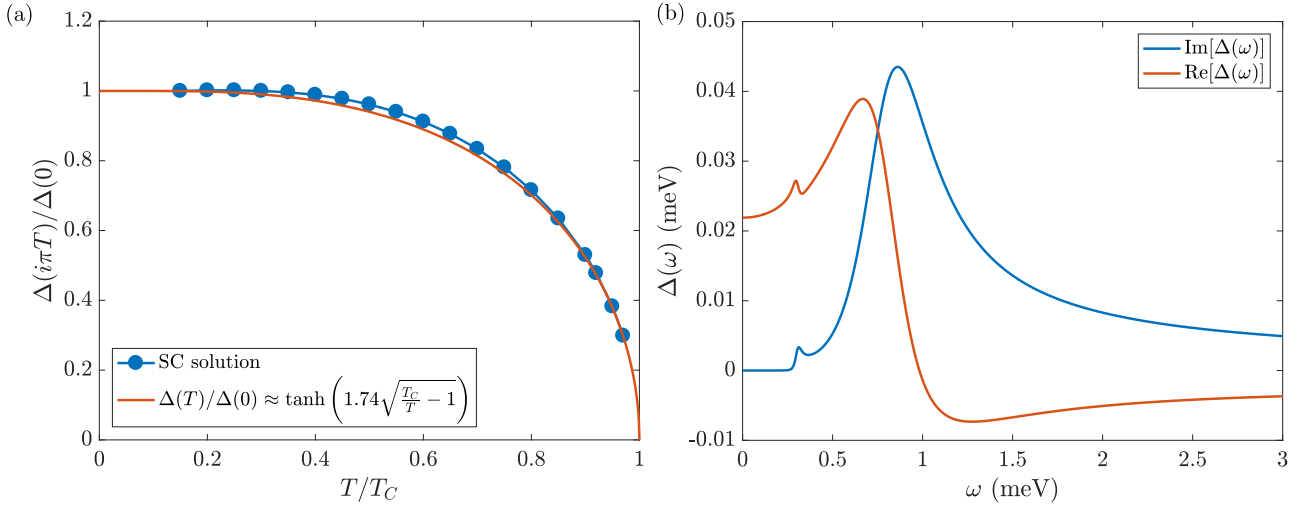 (a)
Δ(iπT)/Δ(0)
1
0.8
0.6
0.4
0.2
0
SC solution
Δ(T)/Δ(0) ≈ tanh(1.74√(T_C/T − 1))
0 0.2 0.4 0.6 0.8 1
T/T_C
(b)
Δ(ω) (meV)
0.05
0.04
0.03
0.02
0.01
0
-0.01
Im[Δ(ω)]
Re[Δ(ω)]
0 0.5 1 1.5 2 2.5 3
ω (meV)